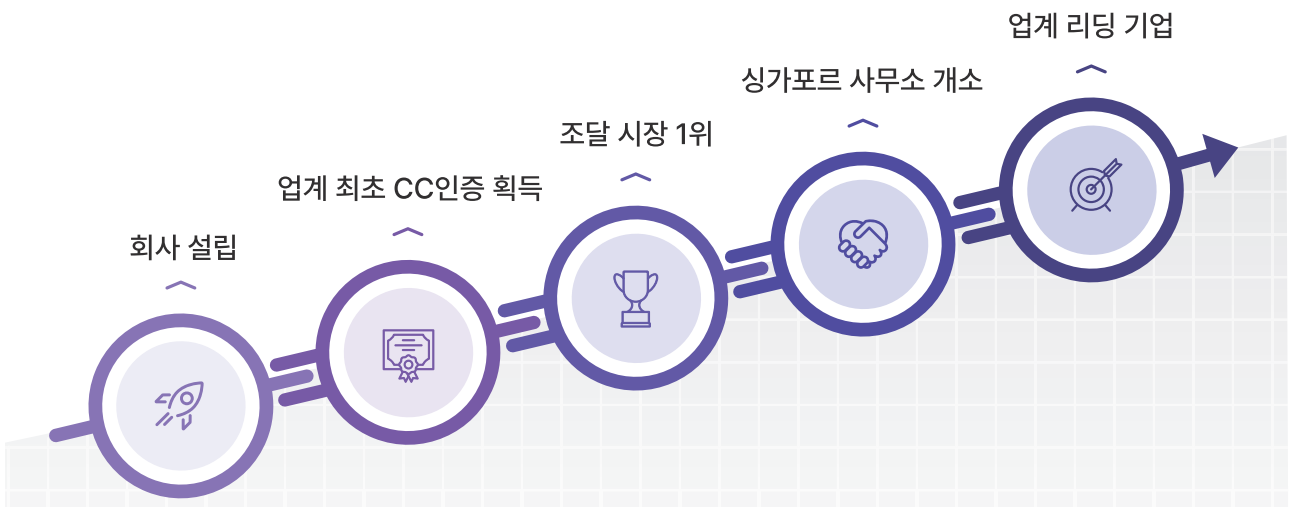 회사 설립
업계 최초 CC인증 획득
조달 시장 1위
싱가포르 사무소 개소
업계 리딩 기업